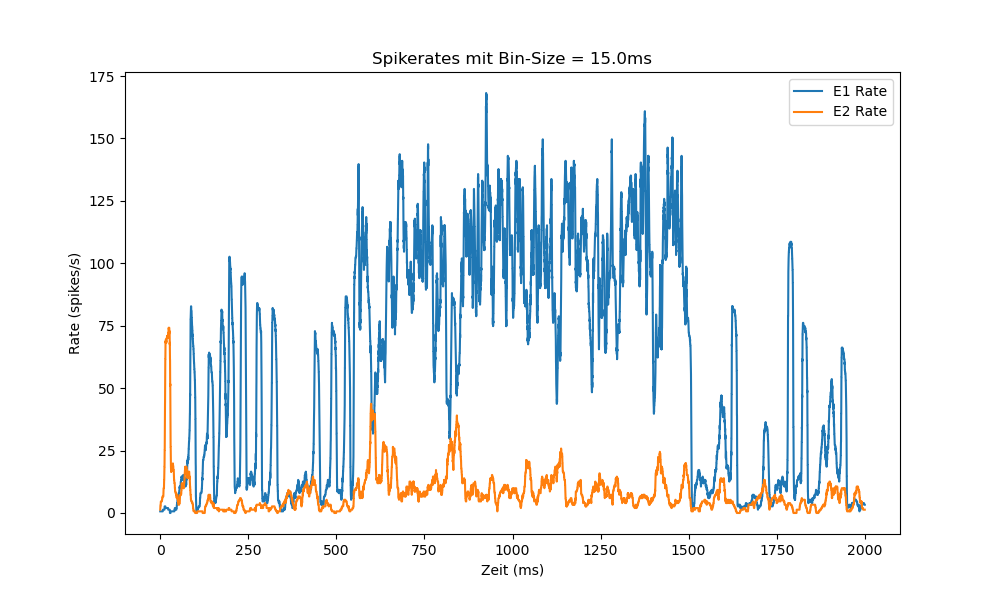 Spikerates mit Bin-Size = 15.0ms
E1 Rate
E2 Rate
Rate (spikes/s)
175
150
125
100
75
50
25
0
0 250 500 750 1000 1250 1500 1750 2000
Zeit (ms)